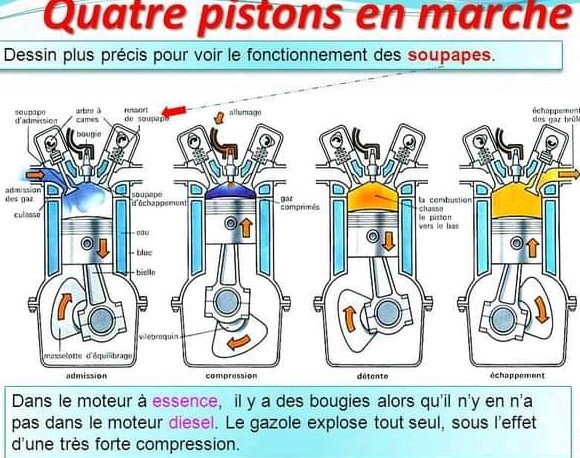 Quatre pistons en marche
Dessin plus précis pour voir le fonctionnement des soupapes.
soupape
d'admission
arbre à
cames
ressort
de soupape
bougie
allumage
échappement
des gaz brûlé
admission
des gaz
culasse
soupape
d'échappement
eau
bloc
bielle
gaz
comprimés
la combustion
chasse
le piston
vers le bas
vilebrequin
masselotte d'équilibrage
admission
compression
détente
échappement
Dans le moteur à essence, il y a des bougies alors qu'il n'y en n'a
pas dans le moteur diesel. Le gazole explose tout seul, sous l'effet
d'une très forte compression.